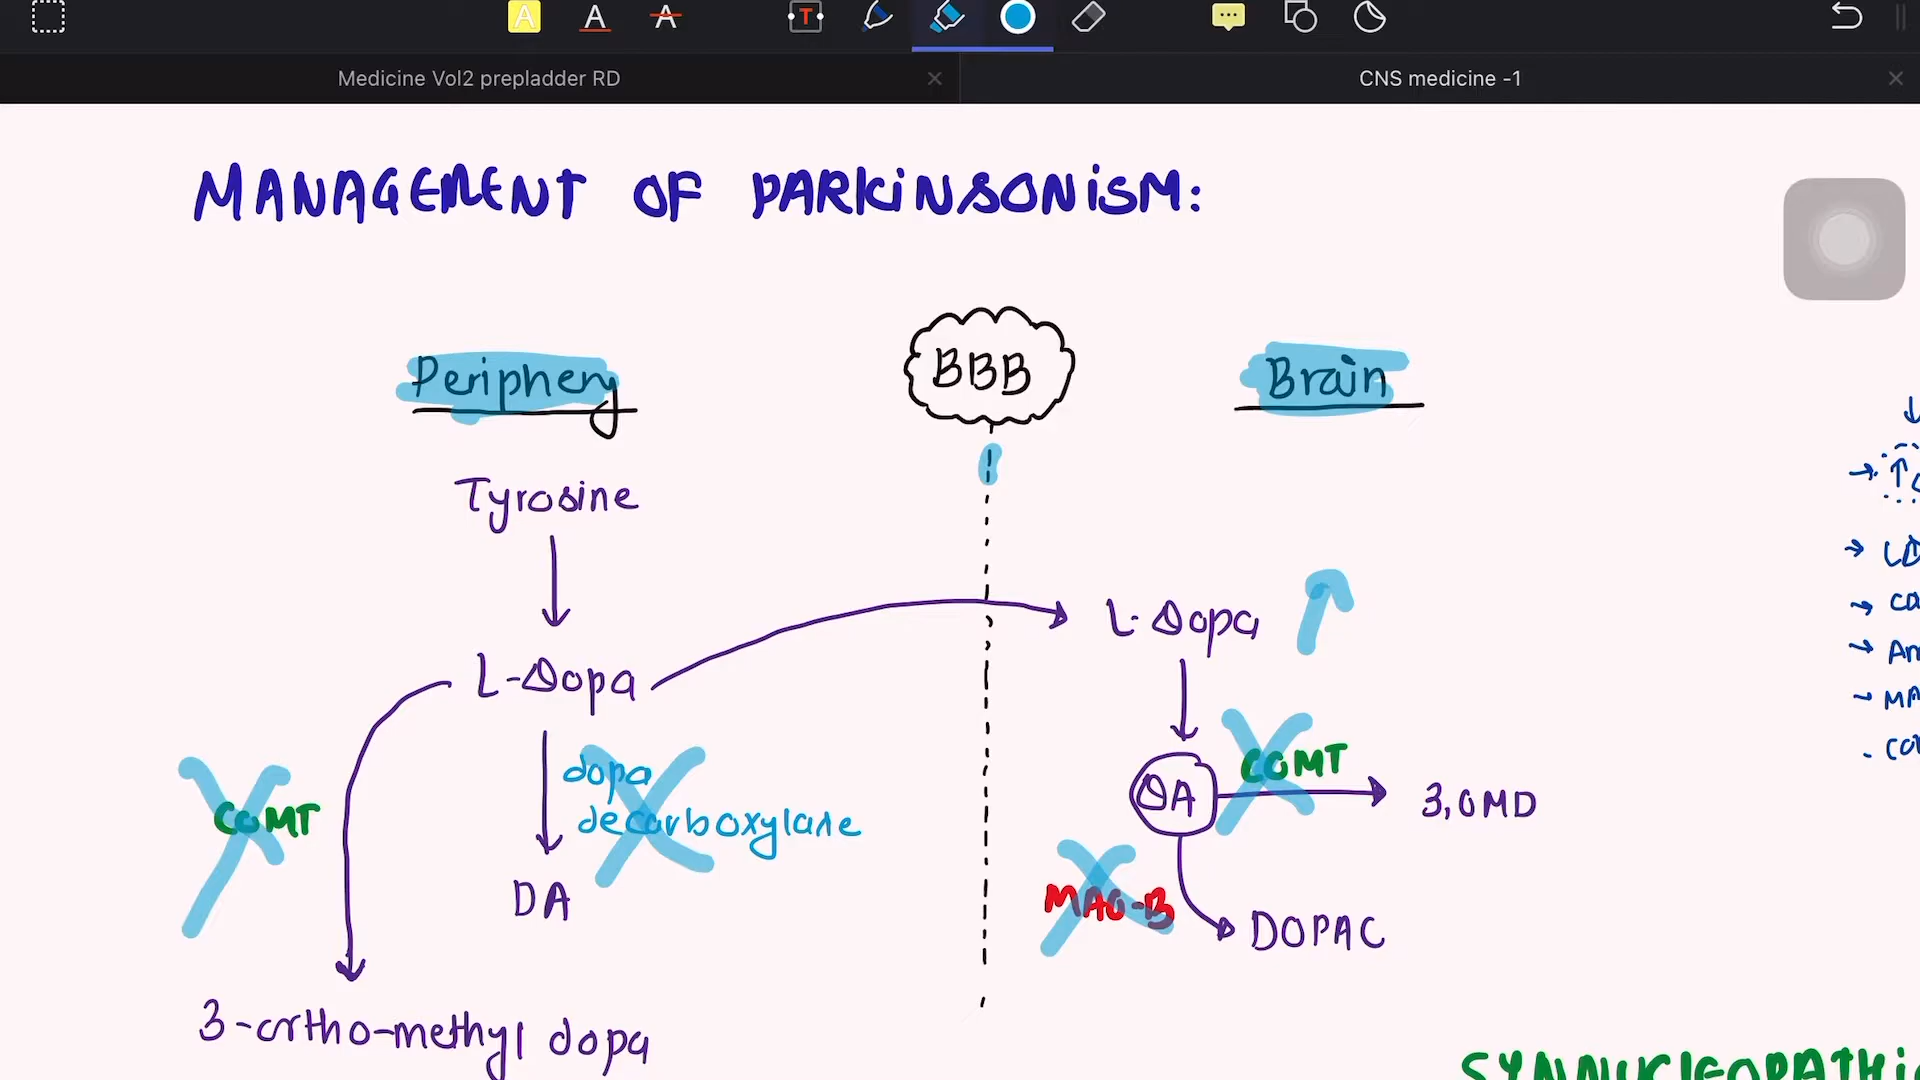 Medicine Vol2 prepladder RD
CNS medicine -1
MANAGEMENT OF PARKINSONISM:
Periphery
BBB
Brain
Tyrosine
L-Dopa
L-Dopa
COMT
dopa
decarboxylase
DA
DA
COMT
3,OMD
MAO-B
DOPAC
3-ortho-methyl dopa